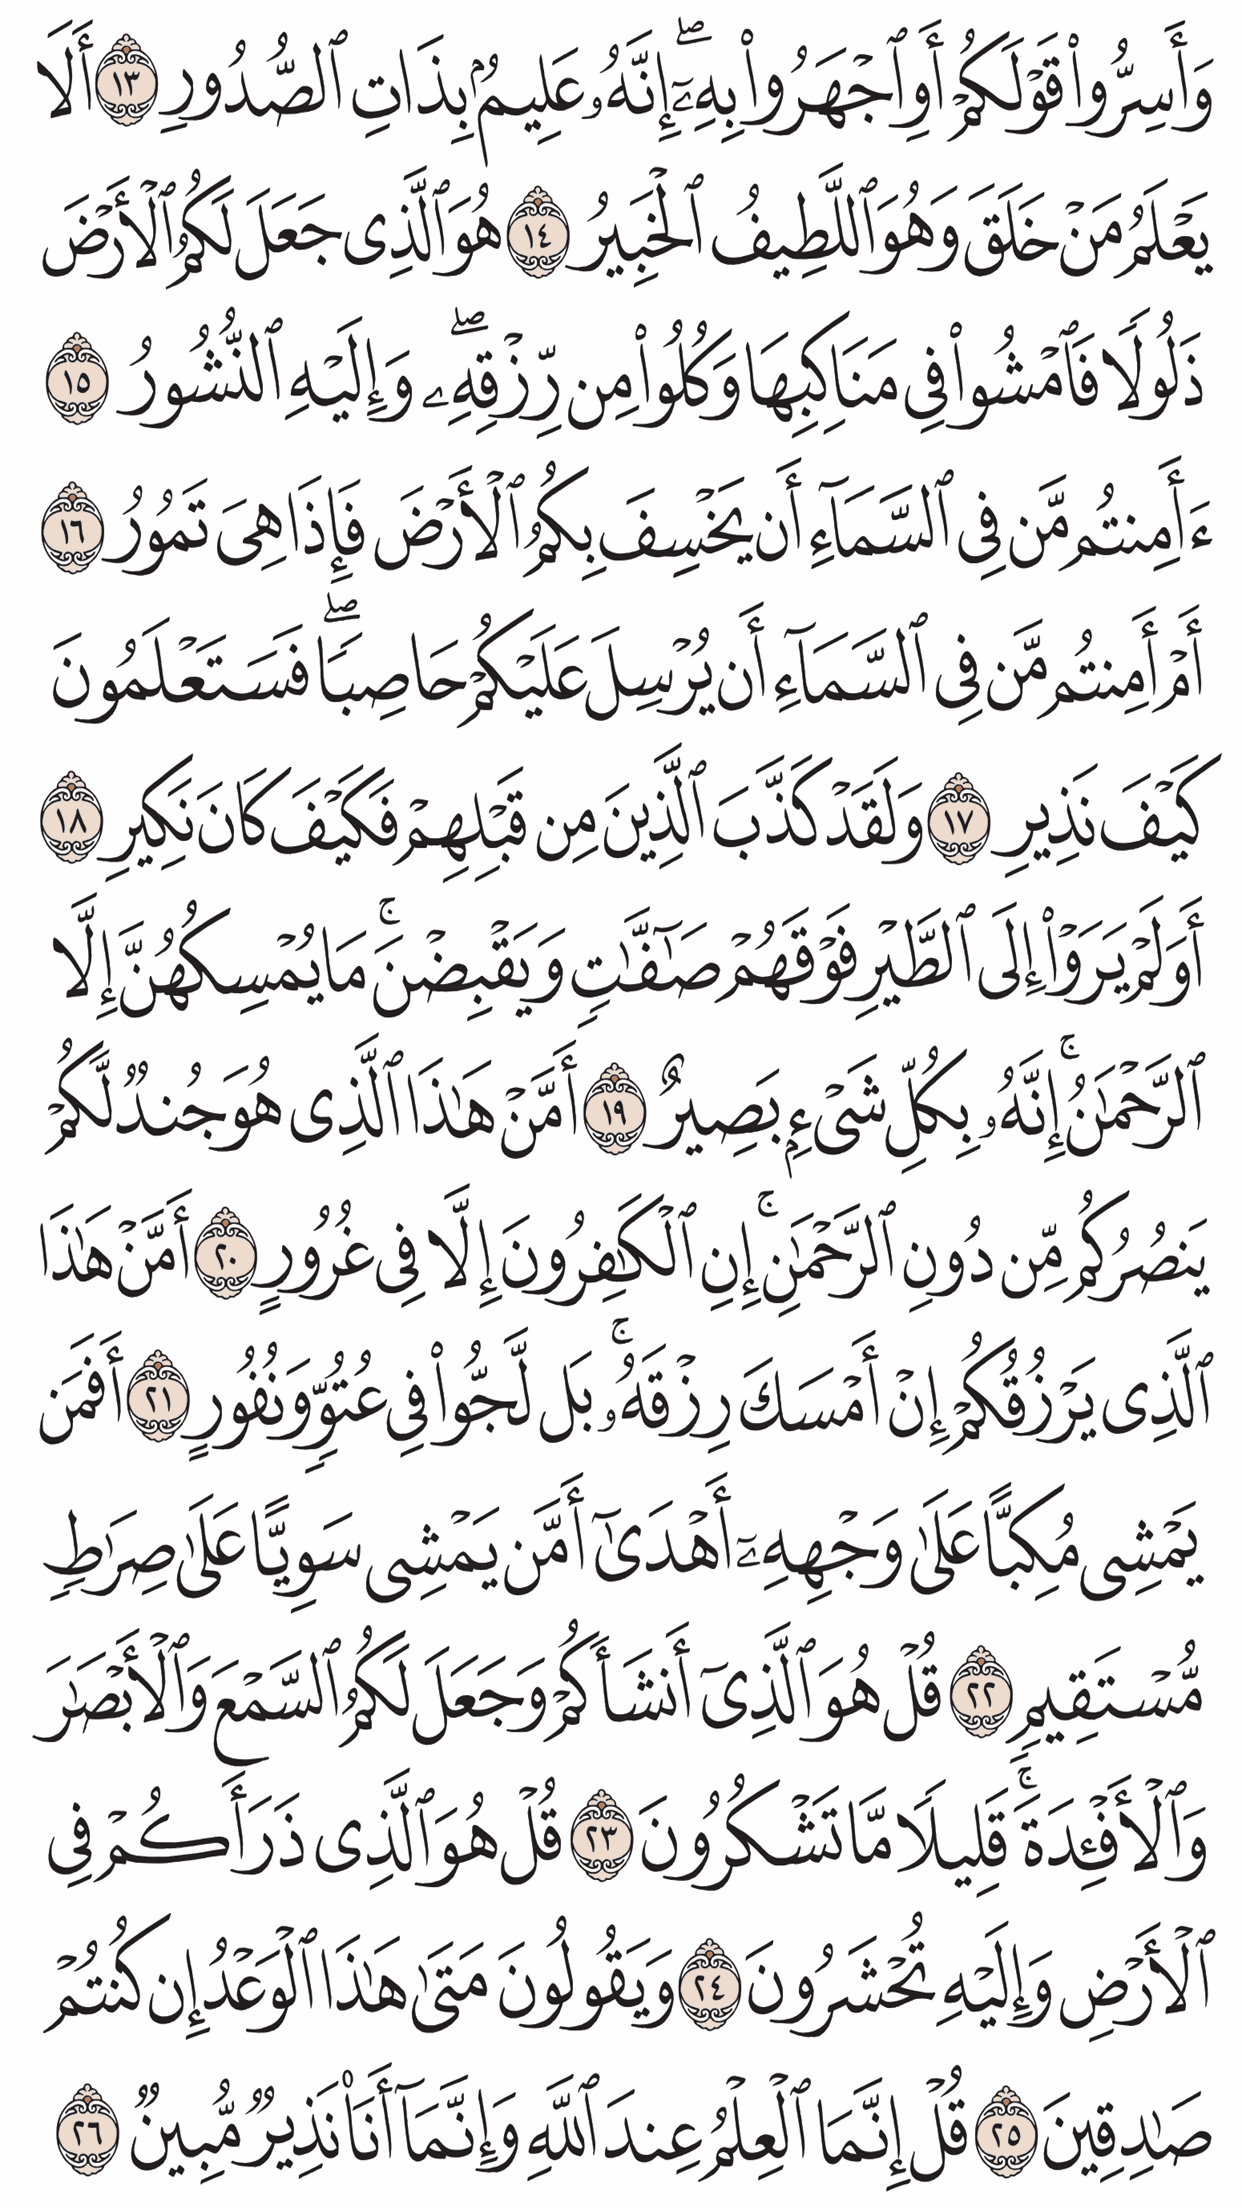 وَأَسِرُّوا۟ قَوْلَكُمْ أَوِ ٱجْهَرُوا۟ بِهِۦٓ ۖ إِنَّهُۥ عَلِيمٌۢ بِذَاتِ ٱلصُّدُورِ ١٣ أَلَا
يَعْلَمُ مَنْ خَلَقَ وَهُوَ ٱللَّطِيفُ ٱلْخَبِيرُ ١٤ هُوَ ٱلَّذِى جَعَلَ لَكُمُ ٱلْأَرْضَ
ذَلُولًا فَٱمْشُوا۟ فِى مَنَاكِبِهَا وَكُلُوا۟ مِن رِّزْقِهِۦ ۖ وَإِلَيْهِ ٱلنُّشُورُ ١٥
ءَأَمِنتُم مَّن فِى ٱلسَّمَآءِ أَن يَخْسِفَ بِكُمُ ٱلْأَرْضَ فَإِذَا هِىَ تَمُورُ ١٦
أَمْ أَمِنتُم مَّن فِى ٱلسَّمَآءِ أَن يُرْسِلَ عَلَيْكُمْ حَاصِبًا ۖ فَسَتَعْلَمُونَ
كَيْفَ نَذِيرِ ١٧ وَلَقَدْ كَذَّبَ ٱلَّذِينَ مِن قَبْلِهِمْ فَكَيْفَ كَانَ نَكِيرِ ١٨
أَوَلَمْ يَرَوْا۟ إِلَى ٱلطَّيْرِ فَوْقَهُمْ صَٰٓفَّٰتٍ وَيَقْبِضْنَ ۚ مَا يُمْسِكُهُنَّ إِلَّا
ٱلرَّحْمَٰنُ ۚ إِنَّهُۥ بِكُلِّ شَىْءٍۭ بَصِيرٌ ١٩ أَمَّنْ هَٰذَا ٱلَّذِى هُوَ جُندٌ لَّكُمْ
يَنصُرُكُم مِّن دُونِ ٱلرَّحْمَٰنِ ۚ إِنِ ٱلْكَٰفِرُونَ إِلَّا فِى غُرُورٍ ٢٠ أَمَّنْ هَٰذَا
ٱلَّذِى يَرْزُقُكُمْ إِنْ أَمْسَكَ رِزْقَهُۥ ۚ بَل لَّجُّوا۟ فِى عُتُوٍّ وَنُفُورٍ ٢١ أَفَمَن
يَمْشِى مُكِبًّا عَلَىٰ وَجْهِهِۦٓ أَهْدَىٰٓ أَمَّن يَمْشِى سَوِيًّا عَلَىٰ صِرَٰطٍ
مُّسْتَقِيمٍ ٢٢ قُلْ هُوَ ٱلَّذِىٓ أَنشَأَكُمْ وَجَعَلَ لَكُمُ ٱلسَّمْعَ وَٱلْأَبْصَٰرَ
وَٱلْأَفْـِٔدَةَ ۚ قَلِيلًا مَّا تَشْكُرُونَ ٢٣ قُلْ هُوَ ٱلَّذِى ذَرَأَكُمْ فِى
ٱلْأَرْضِ وَإِلَيْهِ تُحْشَرُونَ ٢٤ وَيَقُولُونَ مَتَىٰ هَٰذَا ٱلْوَعْدُ إِن كُنتُمْ
صَٰدِقِينَ ٢٥ قُلْ إِنَّمَا ٱلْعِلْمُ عِندَ ٱللَّهِ وَإِنَّمَآ أَنَا۠ نَذِيرٌ مُّبِينٌ ٢٦